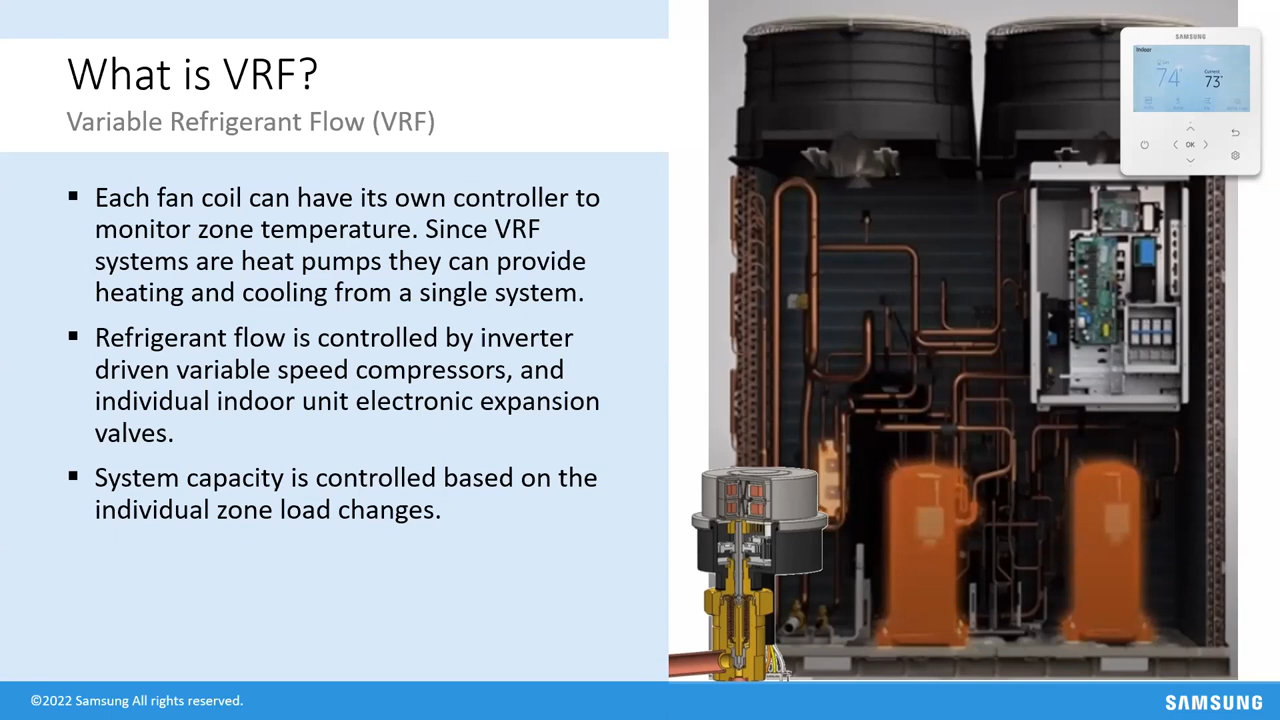 What is VRF?
Variable Refrigerant Flow (VRF)
▪ Each fan coil can have its own controller to
monitor zone temperature. Since VRF
systems are heat pumps they can provide
heating and cooling from a single system.
▪ Refrigerant flow is controlled by inverter
driven variable speed compressors, and
individual indoor unit electronic expansion
valves.
▪ System capacity is controlled based on the
individual zone load changes.
SAMSUNG
Indoor
74°
Current
73°
OK
©2022 Samsung All rights reserved.
SAMSUNG